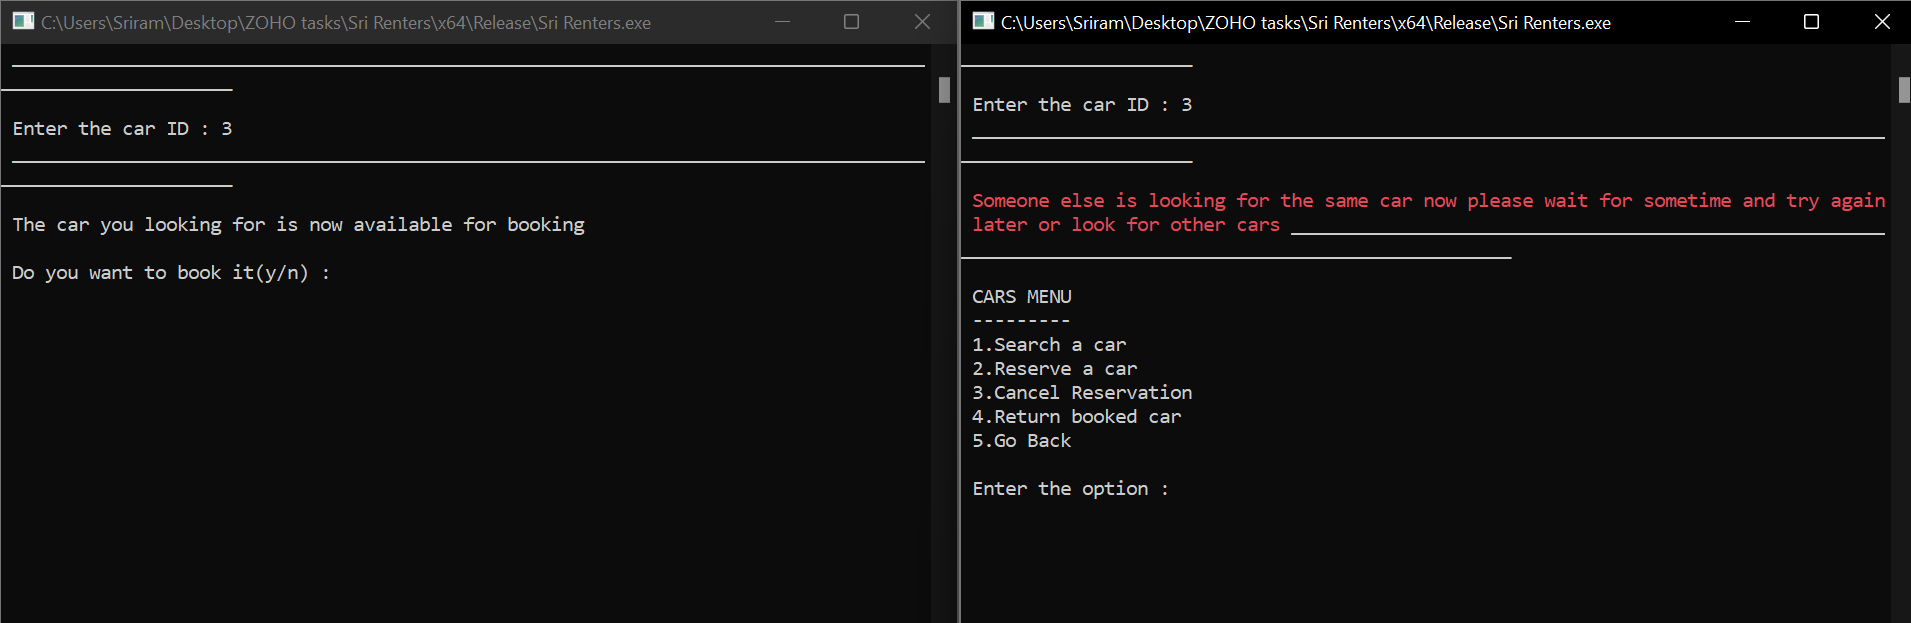 C:\Users\Sriram\Desktop\ZOHO tasks\Sri Renters\x64\Release\Sri Renters.exe
Enter the car ID : 3
The car you looking for is now available for booking
Do you want to book it(y/n) :
C:\Users\Sriram\Desktop\ZOHO tasks\Sri Renters\x64\Release\Sri Renters.exe
Enter the car ID : 3
Someone else is looking for the same car now please wait for sometime and try again
later or look for other cars
CARS MENU
---------
1.Search a car
2.Reserve a car
3.Cancel Reservation
4.Return booked car
5.Go Back
Enter the option :